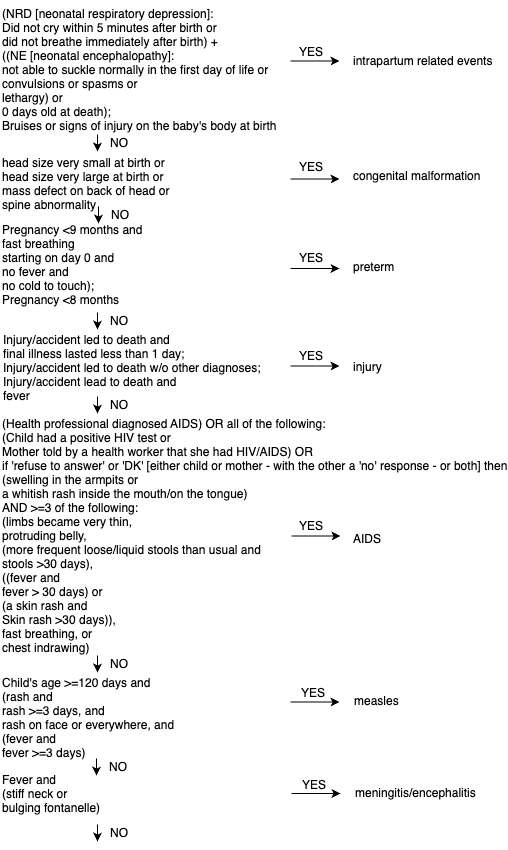 (NRD [neonatal respiratory depression]:
Did not cry within 5 minutes after birth or
did not breathe immediately after birth) +
((NE [neonatal encephalopathy]:
not able to suckle normally in the first day of life or
convulsions or spasms or
lethargy) or
0 days old at death);
Bruises or signs of injury on the baby's body at birth
YES
intrapartum related events
NO
head size very small at birth or
head size very large at birth or
mass defect on back of head or
spine abnormality
YES
congenital malformation
NO
Pregnancy <9 months and
fast breathing
starting on day 0 and
no fever and
no cold to touch);
Pregnancy <8 months
YES
preterm
NO
Injury/accident led to death and
final illness lasted less than 1 day;
Injury/accident led to death w/o other diagnoses;
Injury/accident lead to death and
fever
YES
injury
NO
(Health professional diagnosed AIDS) OR all of the following:
(Child had a positive HIV test or
Mother told by a health worker that she had HIV/AIDS) OR
if 'refuse to answer' or 'DK' [either child or mother - with the other a 'no' response - or both] then
(swelling in the armpits or
a whitish rash inside the mouth/on the tongue)
AND >=3 of the following:
(limbs became very thin,
protruding belly,
(more frequent loose/liquid stools than usual and
stools >30 days),
((fever and
fever > 30 days) or
(a skin rash and
Skin rash >30 days)),
fast breathing, or
chest indrawing)
YES
AIDS
NO
Child's age >=120 days and
(rash and
rash >=3 days, and
rash on face or everywhere, and
(fever and
fever >=3 days)
YES
measles
NO
Fever and
(stiff neck or
bulging fontanelle)
YES
meningitis/encephalitis
NO